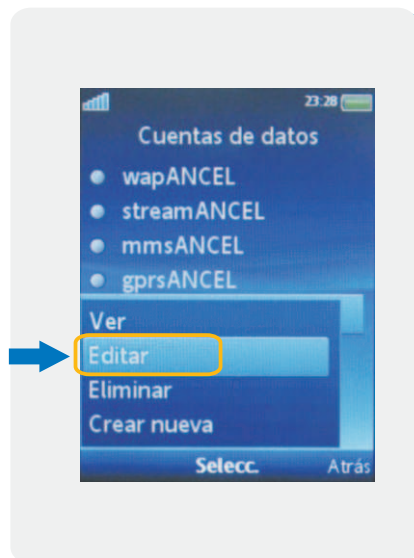 23:28
Cuentas de datos
wapANCEL
streamANCEL
mmsANCEL
gprsANCEL
Ver
Editar
Eliminar
Crear nueva
Selecc. Atrás